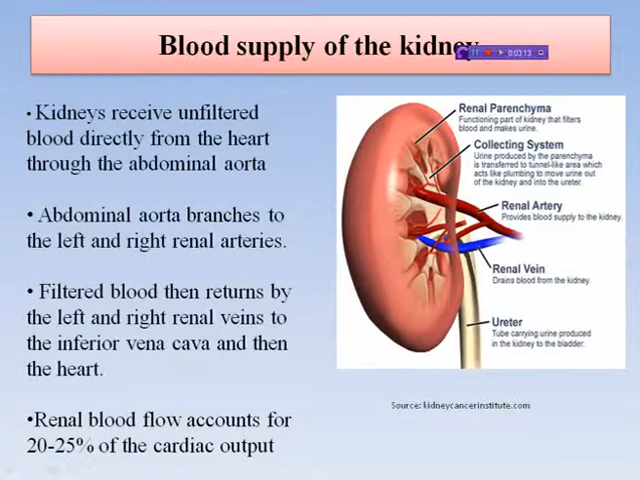 Blood supply of the kidney
00:03:13
• Kidneys receive unfiltered
blood directly from the heart
through the abdominal aorta
• Abdominal aorta branches to
the left and right renal arteries.
• Filtered blood then returns by
the left and right renal veins to
the inferior vena cava and then
the heart.
•Renal blood flow accounts for
20-25% of the cardiac output
Renal Parenchyma
Functioning part of kidney that filters
blood and makes urine.
Collecting System
Urine produced by the parenchyma
is transferred to tunnel-like area which
acts like plumbing to move urine out
of the kidney and into the ureter.
Renal Artery
Provides blood supply to the kidney.
Renal Vein
Drains blood from the kidney.
Ureter
Tube carrying urine produced
in the kidney to the bladder.
Source: kidneycancerinstitute.com